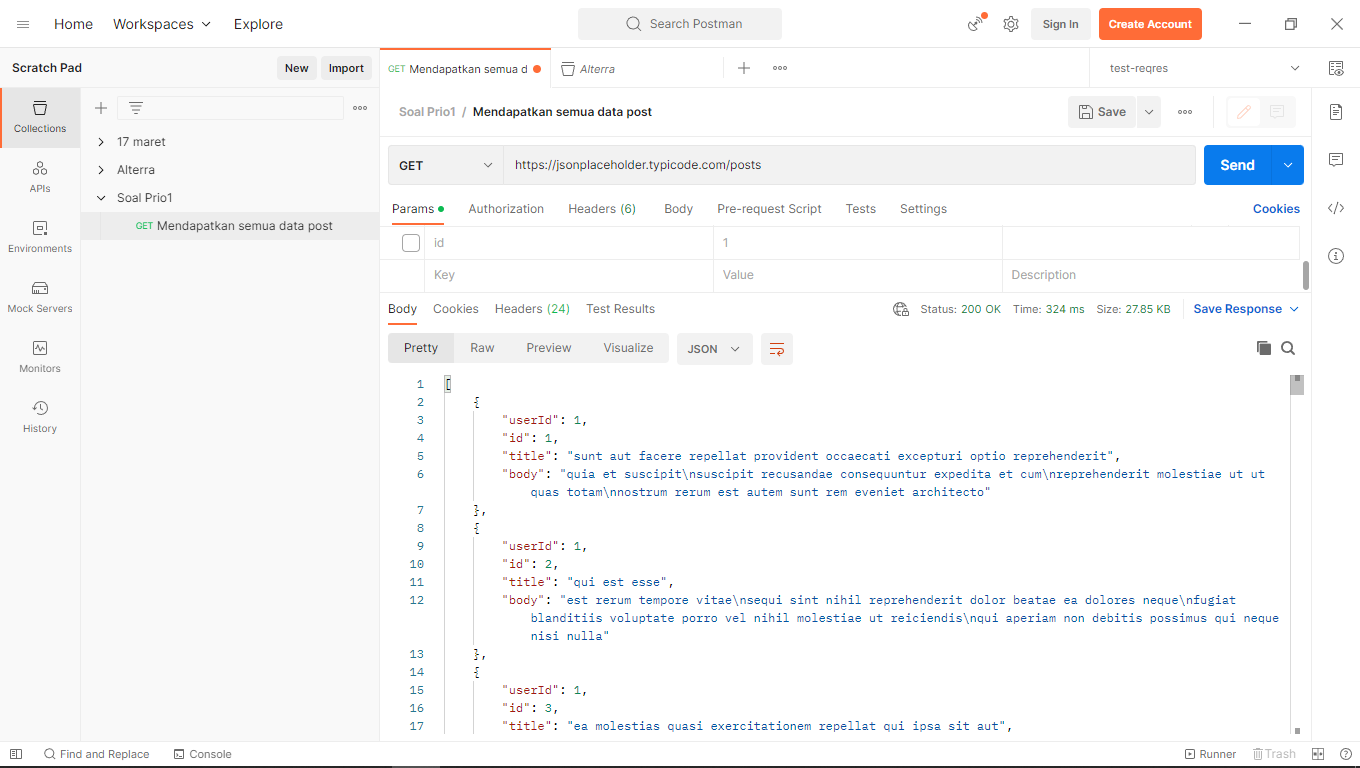 Home Workspaces Explore Search Postman Sign In Create Account
Scratch Pad New Import GET Mendapatkan semua d Alterra test-reqres
Collections
APIs
Environments
Mock Servers
Monitors
History
17 maret
Alterra
Soal Prio1
GET Mendapatkan semua data post
Soal Prio1 / Mendapatkan semua data post Save
GET https://jsonplaceholder.typicode.com/posts Send
Params Authorization Headers (6) Body Pre-request Script Tests Settings Cookies
id 1
Key Value Description
Body Cookies Headers (24) Test Results Status: 200 OK Time: 324 ms Size: 27.85 KB Save Response
Pretty Raw Preview Visualize JSON
1 [
2 {
3 "userId": 1,
4 "id": 1,
5 "title": "sunt aut facere repellat provident occaecati excepturi optio reprehenderit",
6 "body": "quia et suscipit\nsuscipit recusandae consequuntur expedita et cum\nreprehenderit molestiae ut ut
quas totam\nnostrum rerum est autem sunt rem eveniet architecto"
7 },
8 {
9 "userId": 1,
10 "id": 2,
11 "title": "qui est esse",
12 "body": "est rerum tempore vitae\nsequi sint nihil reprehenderit dolor beatae ea dolores neque\nfugiat
blanditiis voluptate porro vel nihil molestiae ut reiciendis\nqui aperiam non debitis possimus qui neque
nisi nulla"
13 },
14 {
15 "userId": 1,
16 "id": 3,
17 "title": "ea molestias quasi exercitationem repellat qui ipsa sit aut",
Find and Replace Console Runner Trash